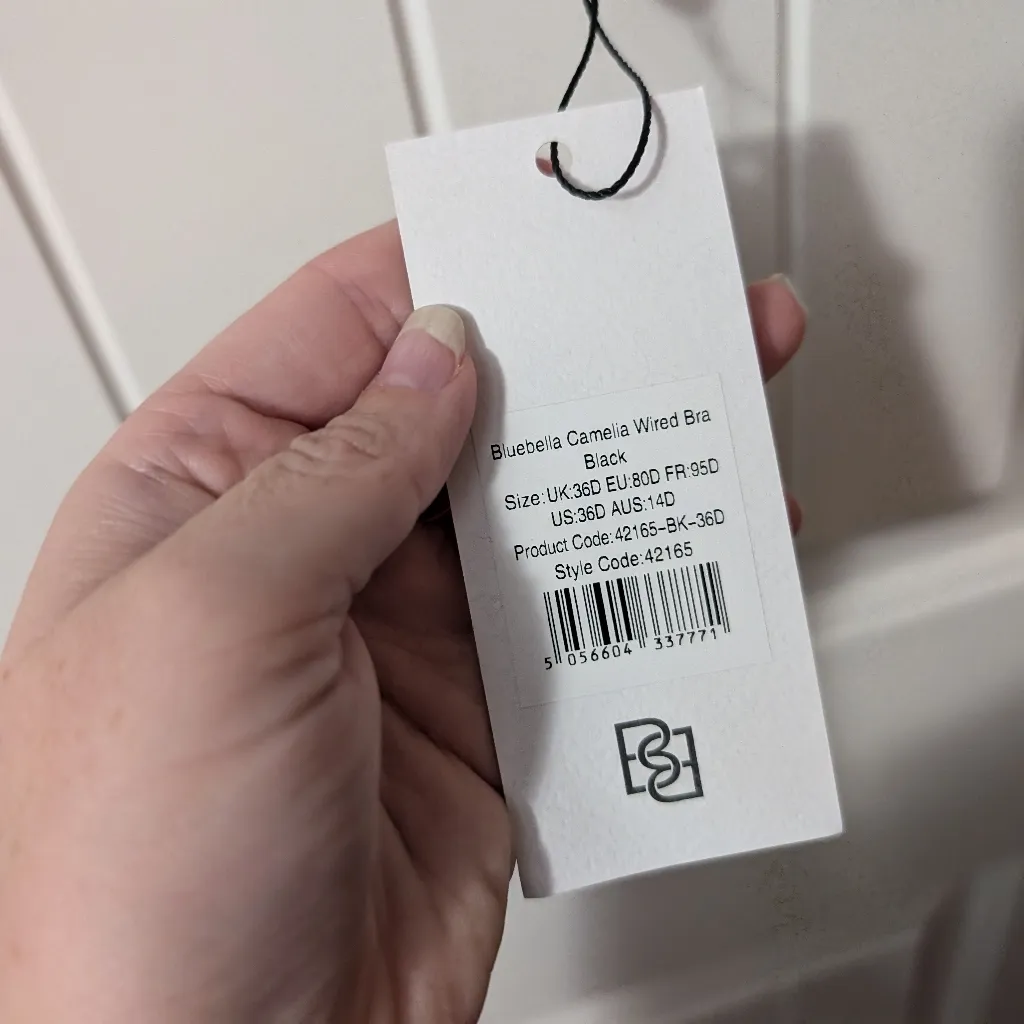 Bluebella Camelia Wired Bra
Black
Size:UK:36D EU:80D FR:95D
US:36D AUS:14D
Product Code:42165-BK-36D
Style Code:42165
5 056604 337771